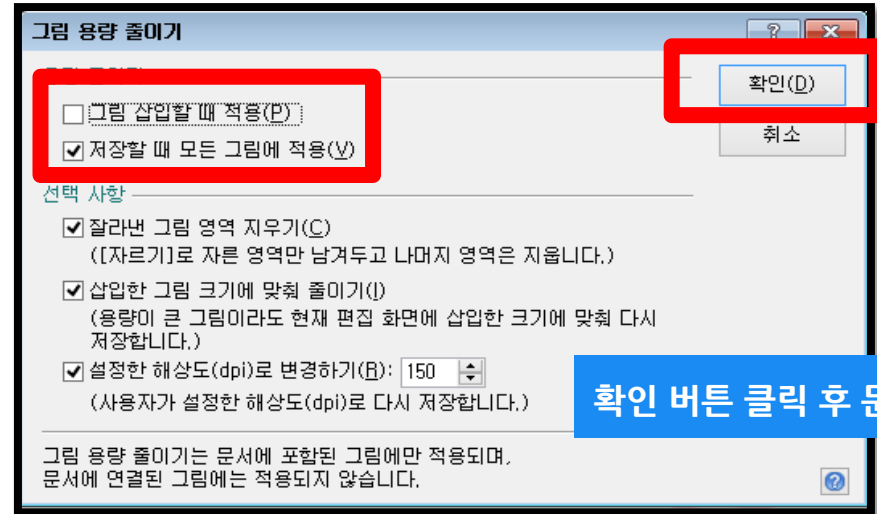 그림 용량 줄이기
확인(D)
그림 삽입할 때 적용(P)
취소
저장할 때 모든 그림에 적용(V)
선택 사항
잘라낸 그림 영역 지우기(C)
([자르기]로 자른 영역만 남겨두고 나머지 영역은 지웁니다.)
삽입한 그림 크기에 맞춰 줄이기(I)
(용량이 큰 그림이라도 현재 편집 화면에 삽입한 크기에 맞춰 다시
저장합니다.)
설정한 해상도(dpi)로 변경하기(R): 150
(사용자가 설정한 해상도(dpi)로 다시 저장합니다.)
확인 버튼 클릭 후
그림 용량 줄이기는 문서에 포함된 그림에만 적용되며,
문서에 연결된 그림에는 적용되지 않습니다.